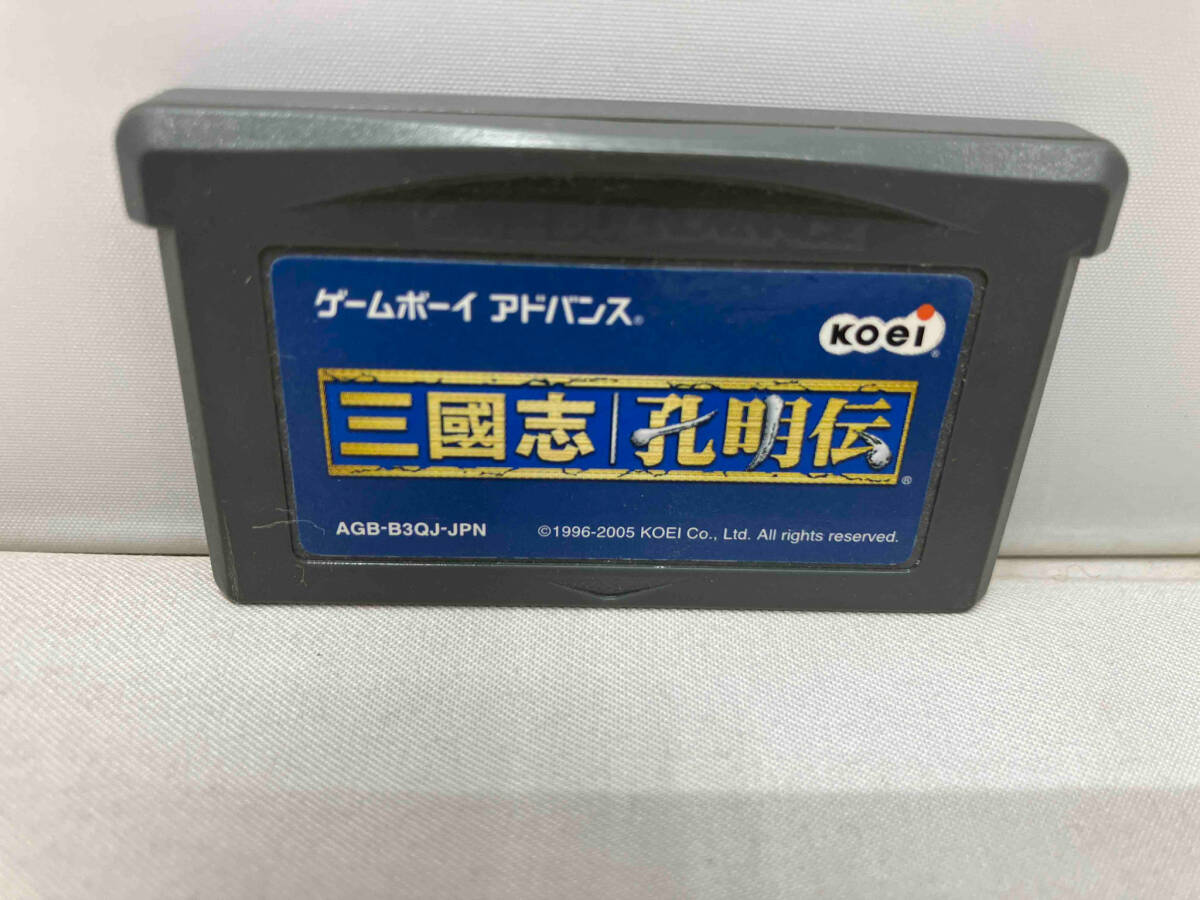 ゲームボーイ アドバンス®
KOEI®
三國志 孔明伝®
AGB-B3QJ-JPN
©1996-2005 KOEI Co., Ltd. All rights reserved.